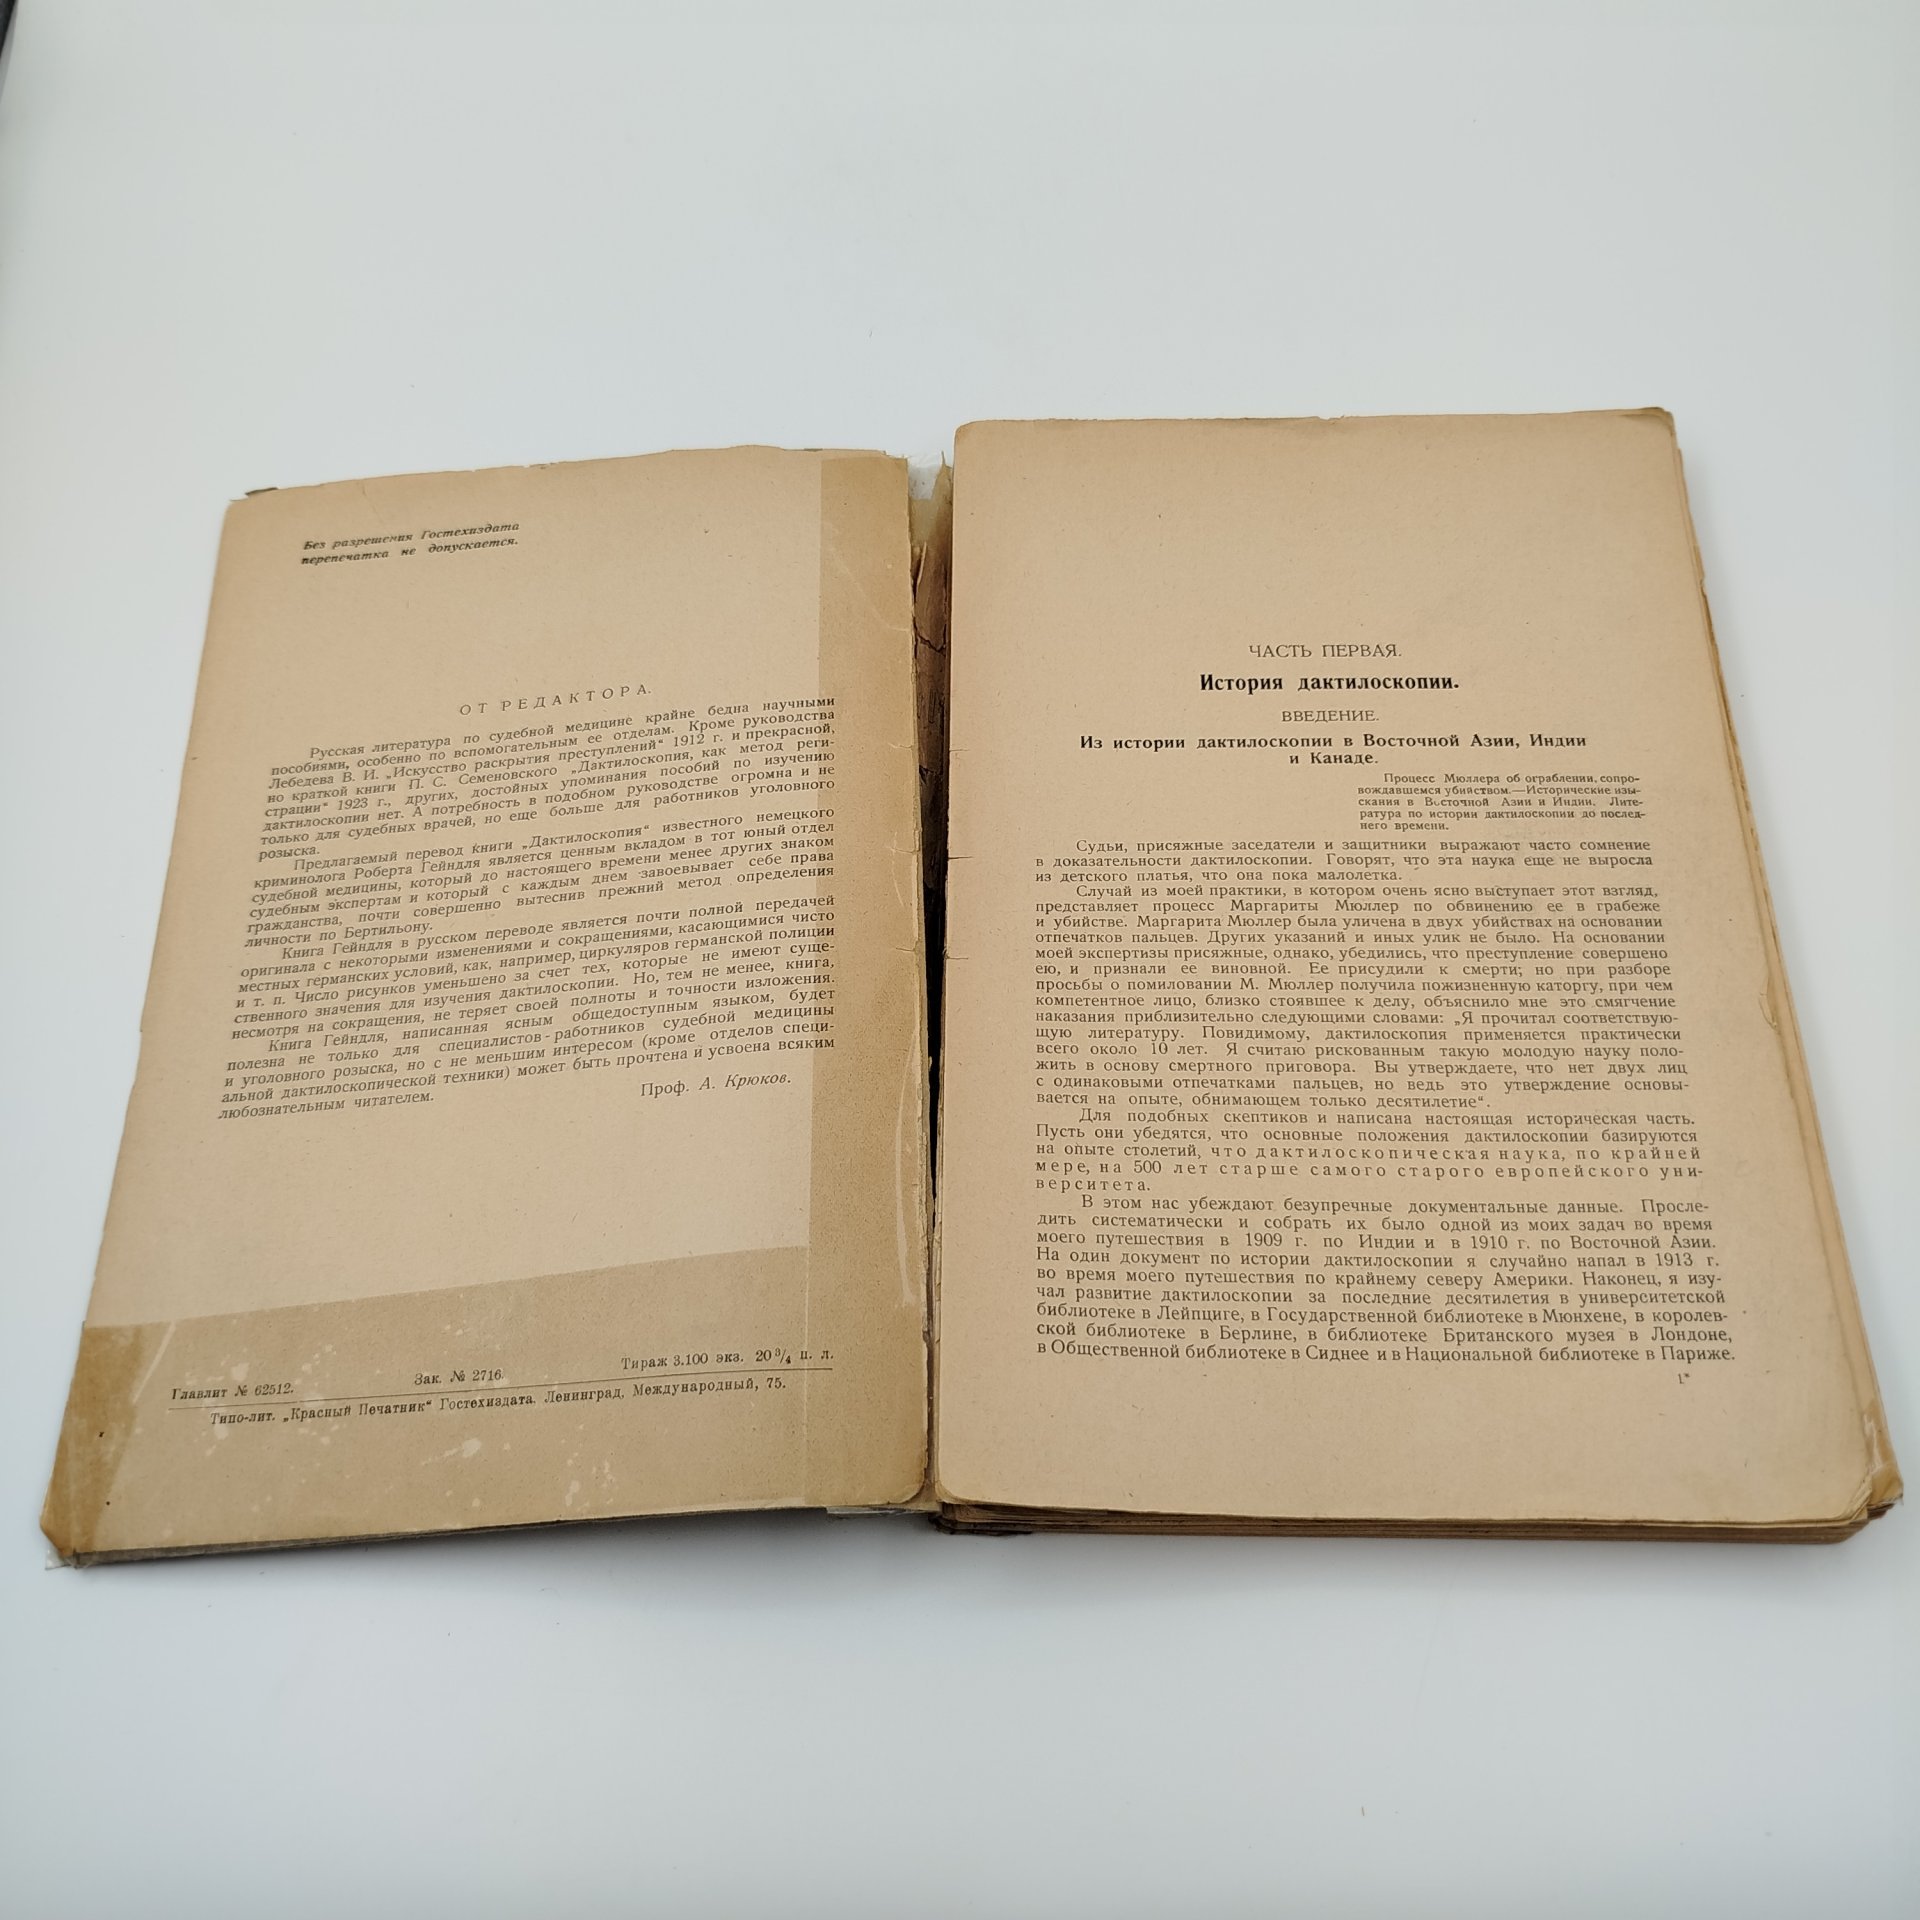 Без разрешения Гостехиздата
перепечатка не допускается.
ОТ РЕДАКТОРА.
Русская литература по судебной медицине крайне бедна научными
пособиями, особенно по вспомогательным ее отделам. Кроме руководства
Лебедева В. И. „Искусство раскрытия преступлений“ 1912 г. и прекрасной,
но краткой книги П. С. Семеновского „Дактилоскопия, как метод реги-
страции“ 1923 г., других, достойных упоминания пособий по изучению
дактилоскопии нет. А потребность в подобном руководстве огромна и не
только для судебных врачей, но еще больше для работников уголовного
розыска.
Предлагаемый перевод книги „Дактилоскопия“ известного немецкого
криминолога Роберта Гейндля является ценным вкладом в тот юный отдел
судебной медицины, который до настоящего времени менее других знаком
судебным экспертам и который с каждым днем завоевывает себе права
гражданства, почти совершенно вытеснив прежний метод определения
личности по Бертильону.
Книга Гейндля в русском переводе является почти полной передачей
оригинала с некоторыми изменениями и сокращениями, касающимися чисто
местных германских условий, как, например, циркуляров германской полиции
и т. п. Число рисунков уменьшено за счет тех, которые не имеют суще-
ственного значения для изучения дактилоскопии. Но, тем не менее, книга,
несмотря на сокращения, не теряет своей полноты и точности изложения.
Книга Гейндля, написанная ясным общедоступным языком, будет
полезна не только для специалистов-работников судебной медицины
и уголовного розыска, но с не меньшим интересом (кроме отделов специ-
альной дактилоскопической техники) может быть прочтена и усвоена всяким
любознательным читателем.
Проф. А. Крюков.
Главлит № 62512. Зак. № 2716. Тираж 3.100 экз. 20 3/4 п. л.
Типо-лит. „Красный Печатник“ Гостехиздата. Ленинград, Международный, 75.
ЧАСТЬ ПЕРВАЯ.
История дактилоскопии.
ВВЕДЕНИЕ.
Из истории дактилоскопии в Восточной Азии, Индии
и Канаде.
Процесс Мюллера об ограблении, сопро-
вождавшемся убийством.—Исторические изы-
скания в Восточной Азии и Индии. Лите-
ратура по истории дактилоскопии до послед-
него времени.
Судьи, присяжные заседатели и защитники выражают часто сомнение
в доказательности дактилоскопии. Говорят, что эта наука еще не выросла
из детского платья, что она пока малолетка.
Случай из моей практики, в котором очень ясно выступает этот взгляд,
представляет процесс Маргариты Мюллер по обвинению ее в грабеже
и убийстве. Маргарита Мюллер была уличена в двух убийствах на основании
отпечатков пальцев. Других указаний и иных улик не было. На основании
моей экспертизы присяжные, однако, убедились, что преступление совершено
ею, и признали ее виновной. Ее присудили к смерти; но при разборе
просьбы о помиловании М. Мюллер получила пожизненную каторгу, при чем
компетентное лицо, близко стоявшее к делу, объяснило мне это смягчение
наказания приблизительно следующими словами: „Я прочитал соответствую-
щую литературу. Повидимому, дактилоскопия применяется практически
всего около 10 лет. Я считаю рискованным такую молодую науку поло-
жить в основу смертного приговора. Вы утверждаете, что нет двух лиц
с одинаковыми отпечатками пальцев, но ведь это утверждение основы-
вается на опыте, обнимающем только десятилетие“.
Для подобных скептиков и написана настоящая историческая часть.
Пусть они убедятся, что основные положения дактилоскопии базируются
на опыте столетий, что дактилоскопическая наука, по крайней
мере, на 500 лет старше самого старого европейского уни-
верситета.
В этом нас убеждают безупречные документальные данные. Просле-
дить систематически и собрать их было одной из моих задач во время
моего путешествия в 1909 г. по Индии и в 1910 г. по Восточной Азии.
На один документ по истории дактилоскопии я случайно напал в 1913 г.
во время моего путешествия по крайнему северу Америки. Наконец, я изу-
чал развитие дактилоскопии за последние десятилетия в университетской
библиотеке в Лейпциге, в Государственной библиотеке в Мюнхене, в королев-
ской библиотеке в Берлине, в библиотеке Британского музея в Лондоне,
в Общественной библиотеке в Сиднее и в Национальной библиотеке в Париже.
1*